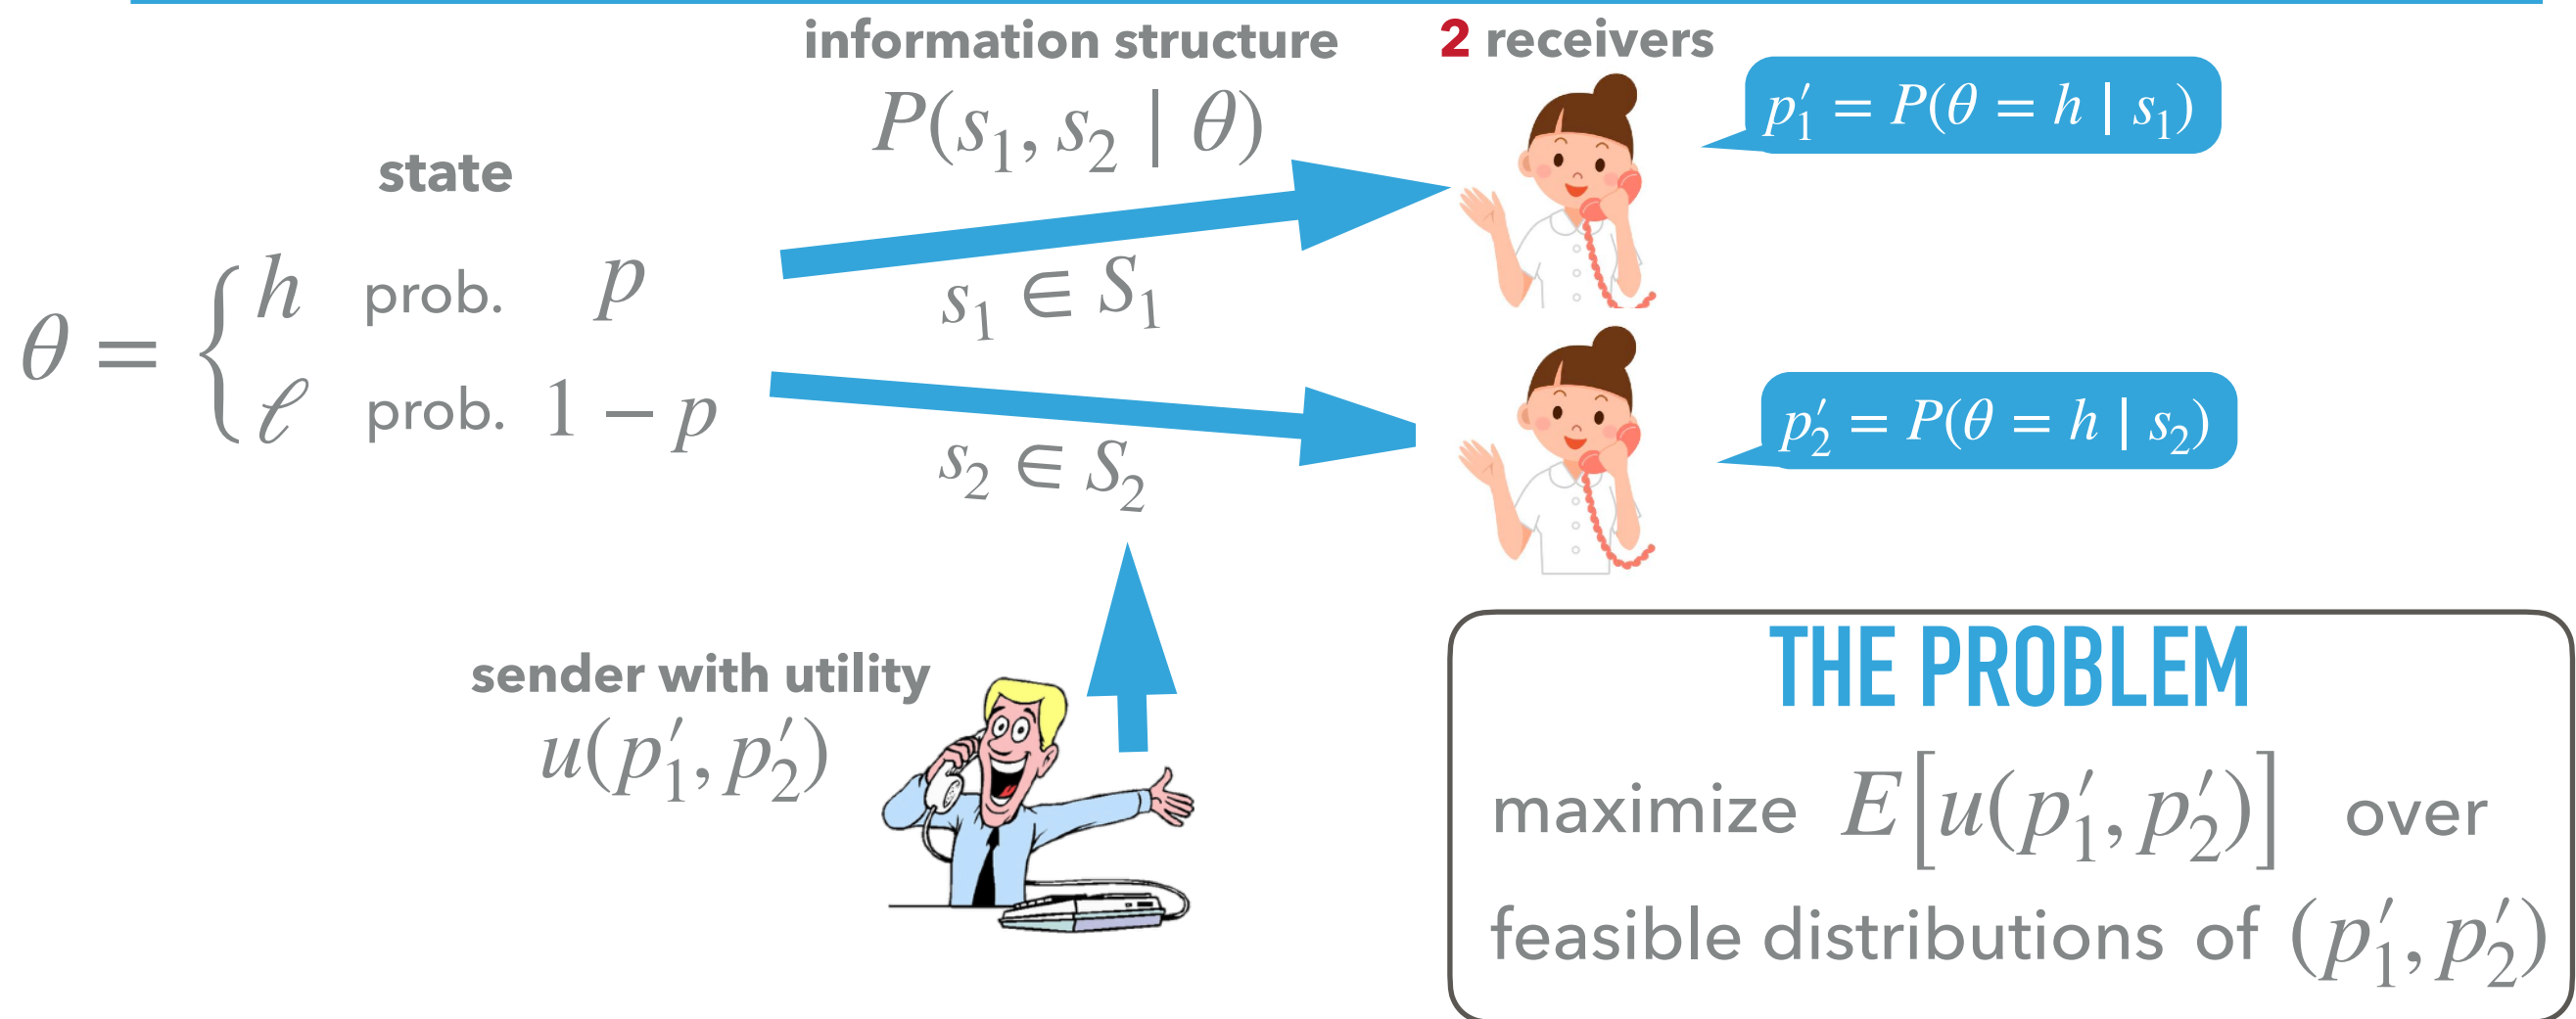 information structure
P(s₁, s₂ | θ)
2 receivers
p′₁ = P(θ = h | s₁)
state
θ = { h prob. p
ℓ prob. 1 − p
s₁ ∈ S₁
s₂ ∈ S₂
p′₂ = P(θ = h | s₂)
sender with utility
u(p′₁, p′₂)
THE PROBLEM
maximize E[u(p′₁, p′₂)] over
feasible distributions of (p′₁, p′₂)